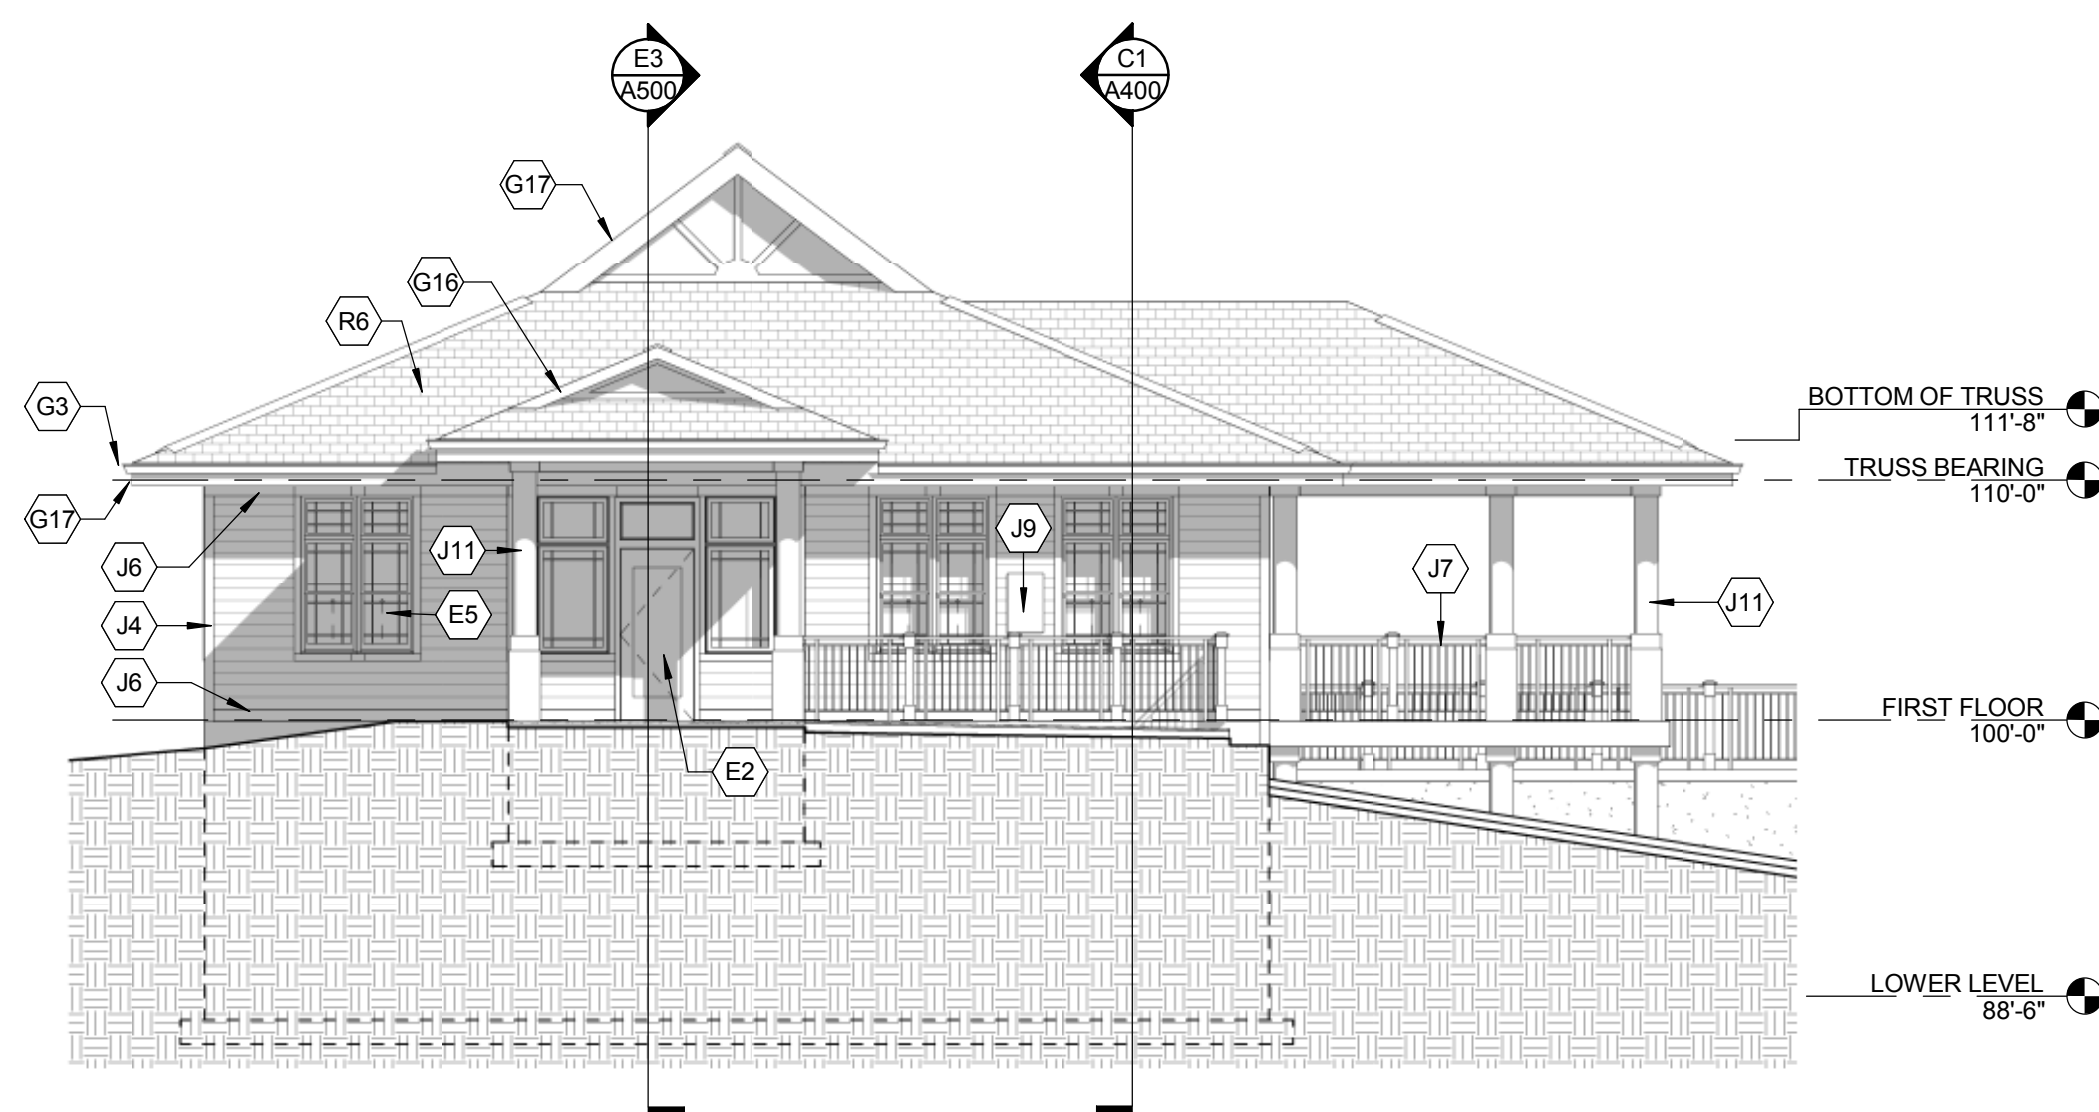 E3
A500
C1
A400
G17
G16
R6
G3
G17
J6
J4
J6
J11
E5
E2
J9
J7
J11
BOTTOM OF TRUSS
111'-8"
TRUSS BEARING
110'-0"
FIRST FLOOR
100'-0"
LOWER LEVEL
88'-6"